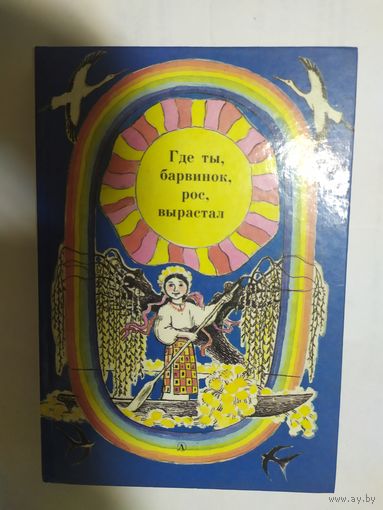 Где ты,
барвинок,
рос,
вырастал
Д
www.ay.by